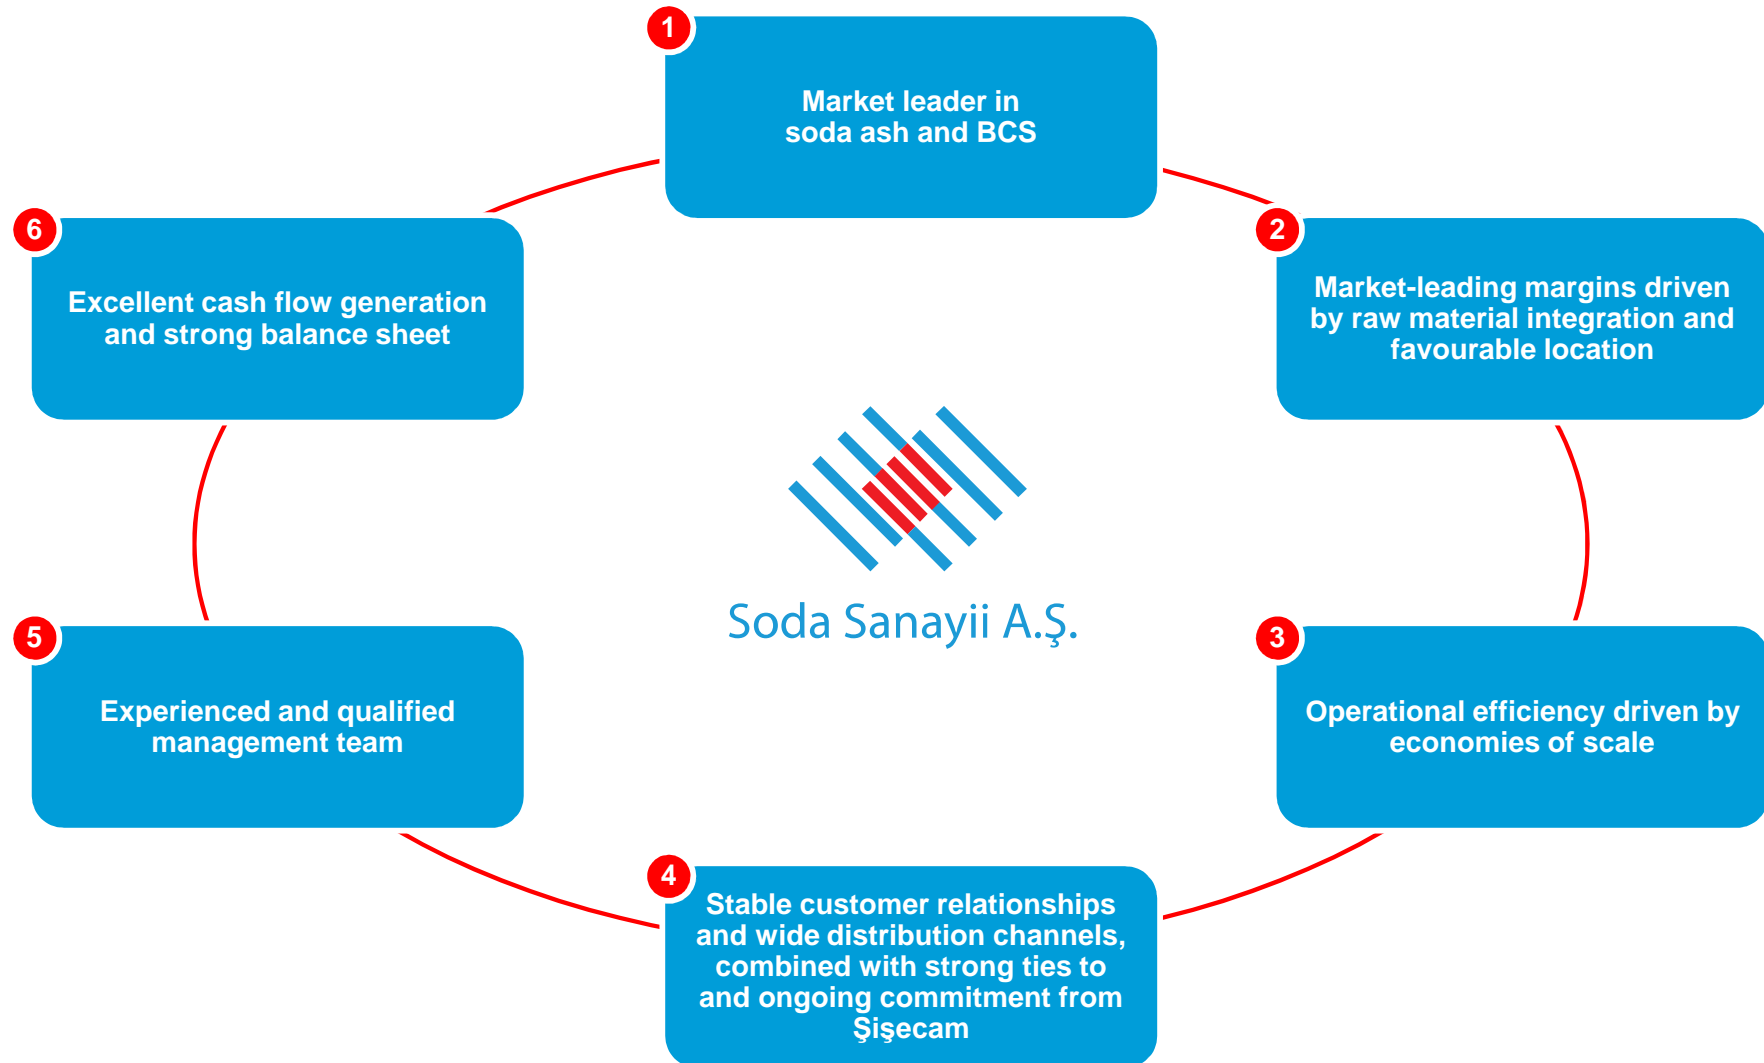 1
Market leader in
soda ash and BCS
2
Market-leading margins driven
by raw material integration and
favourable location
3
Operational efficiency driven by
economies of scale
4
Stable customer relationships
and wide distribution channels,
combined with strong ties to
and ongoing commitment from
Şişecam
5
Experienced and qualified
management team
6
Excellent cash flow generation
and strong balance sheet
Soda Sanayii A.Ş.